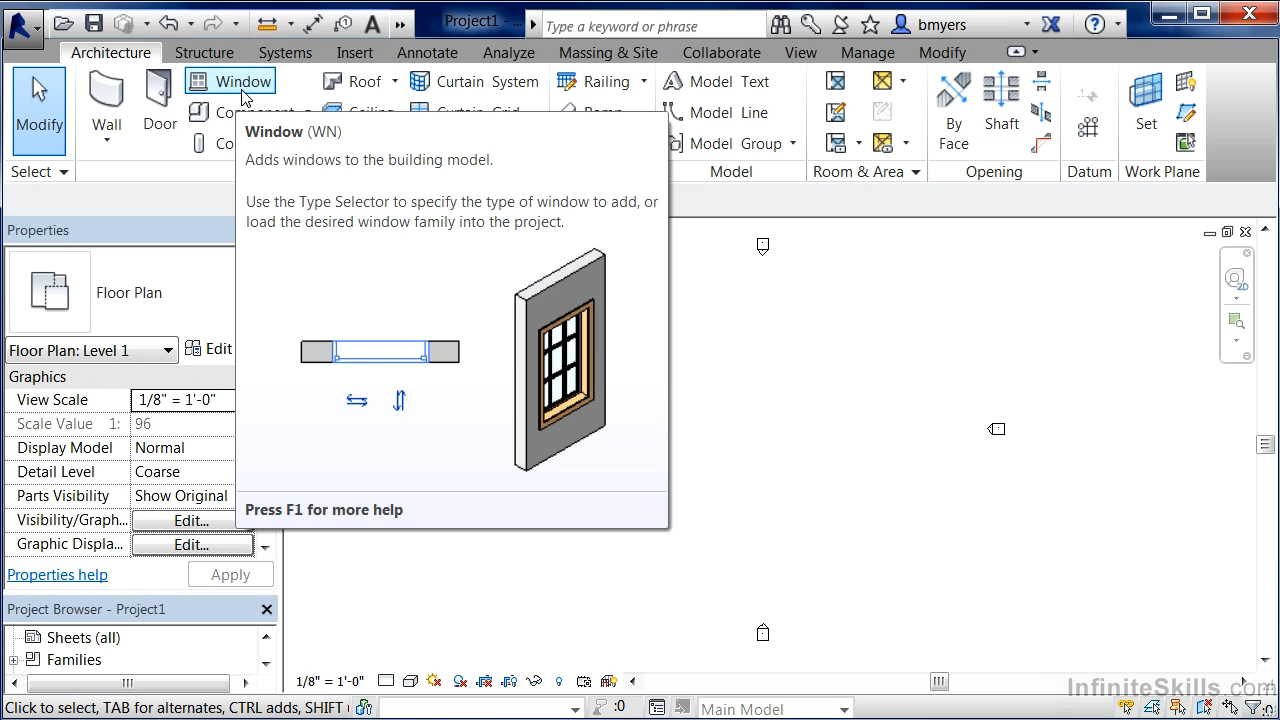 Project1 - ...
Type a keyword or phrase
bmyers
Architecture Structure Systems Insert Annotate Analyze Massing & Site Collaborate View Manage Modify
Modify
Wall
Door
Window
Roof
Curtain System
Railing
Model Text
Model Line
Model Group
By Face
Shaft
Set
Select
Model
Room & Area
Opening
Datum
Work Plane
Window (WN)
Adds windows to the building model.
Use the Type Selector to specify the type of window to add, or
load the desired window family into the project.
Press F1 for more help
Properties
Floor Plan
Floor Plan: Level 1
Edit
Graphics
View Scale 1/8" = 1'-0"
Scale Value 1: 96
Display Model Normal
Detail Level Coarse
Parts Visibility Show Original
Visibility/Graph... Edit...
Graphic Displa... Edit...
Properties help Apply
Project Browser - Project1
Sheets (all)
Families
2D
1/8" = 1'-0"
Click to select, TAB for alternates, CTRL adds, SHIFT
:0
Main Model
:0
InfiniteSkills.com